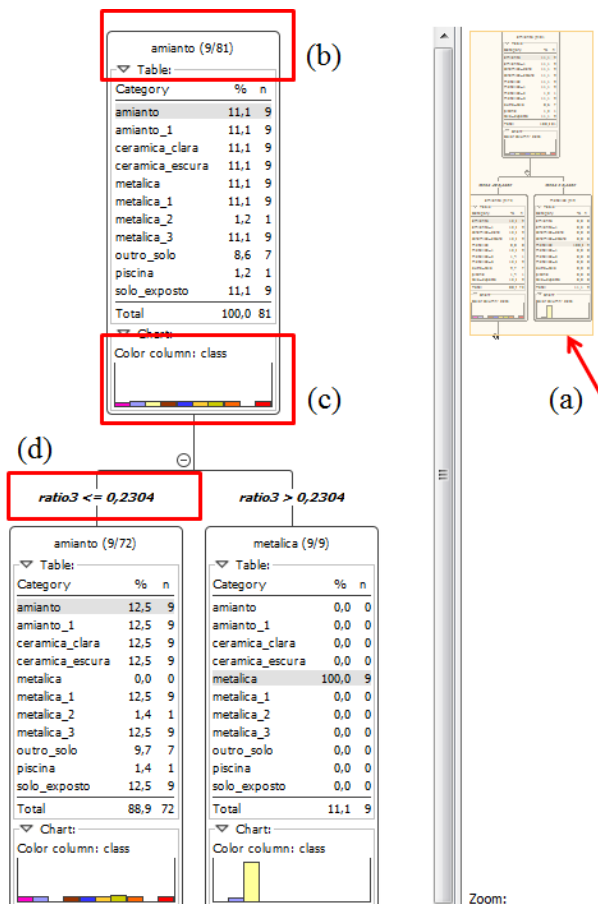 amianto (9/81)
(b)
Table:
Category % n
amianto 11,1 9
amianto_1 11,1 9
ceramica_clara 11,1 9
ceramica_escura 11,1 9
metalica 11,1 9
metalica_1 11,1 9
metalica_2 1,2 1
metalica_3 11,1 9
outro_solo 8,6 7
piscina 1,2 1
solo_exposto 11,1 9
Total 100,0 81
Chart:
Color column: class
(c)
(a)
(d)
ratio3 <= 0,2304
ratio3 > 0,2304
amianto (9/72)
Table:
Category % n
amianto 12,5 9
amianto_1 12,5 9
ceramica_clara 12,5 9
ceramica_escura 12,5 9
metalica 0,0 0
metalica_1 12,5 9
metalica_2 1,4 1
metalica_3 12,5 9
outro_solo 9,7 7
piscina 1,4 1
solo_exposto 12,5 9
Total 88,9 72
Chart:
Color column: class
metalica (9/9)
Table:
Category % n
amianto 0,0 0
amianto_1 0,0 0
ceramica_clara 0,0 0
ceramica_escura 0,0 0
metalica 100,0 9
metalica_1 0,0 0
metalica_2 0,0 0
metalica_3 0,0 0
outro_solo 0,0 0
piscina 0,0 0
solo_exposto 0,0 0
Total 11,1 9
Chart:
Color column: class
Zoom: